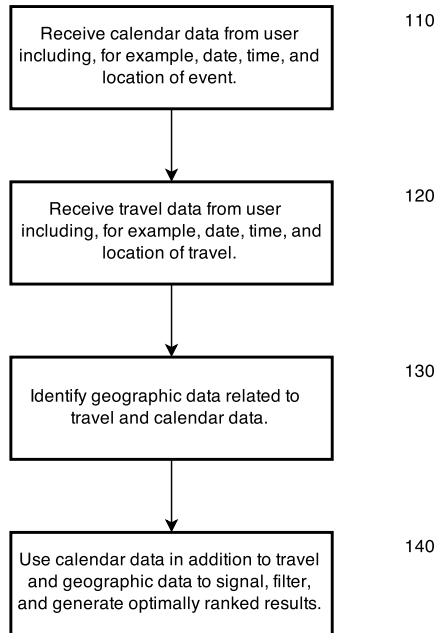 Receive calendar data from user
including, for example, date, time, and
location of event.
110
Receive travel data from user
including, for example, date, time, and
location of travel.
120
Identify geographic data related to
travel and calendar data.
130
Use calendar data in addition to travel
and geographic data to signal, filter,
and generate optimally ranked results.
140